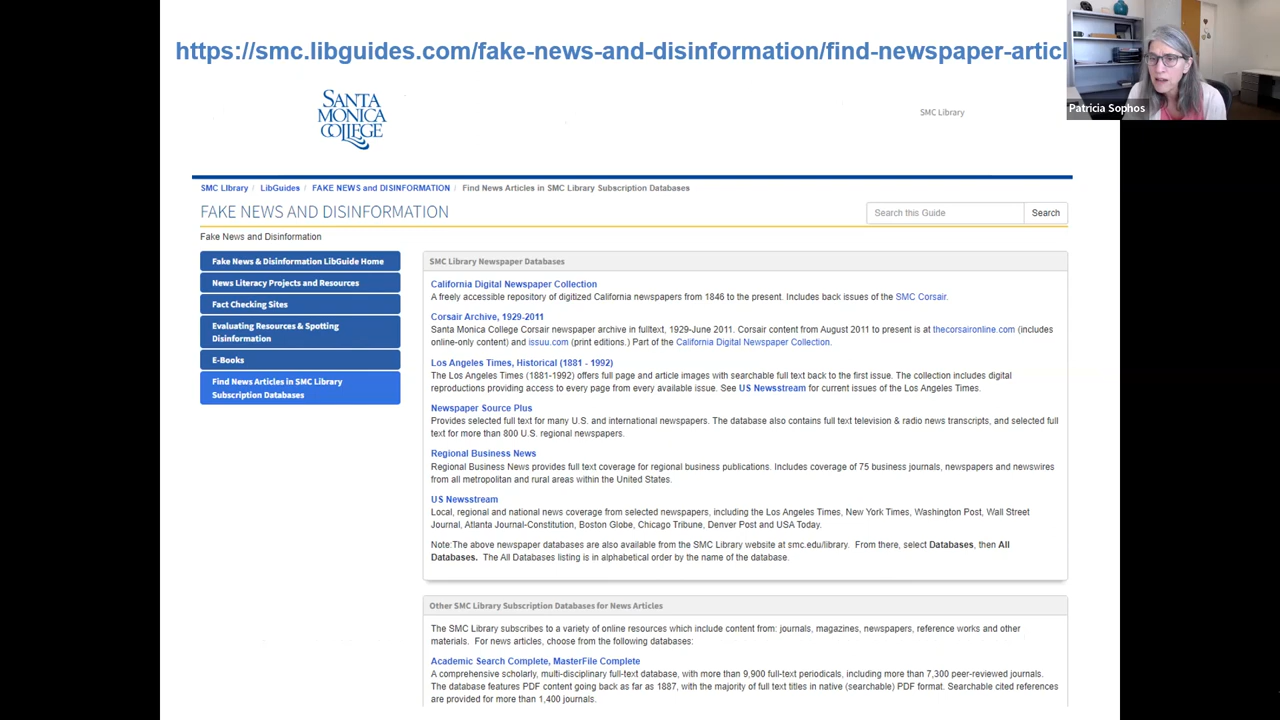 https://smc.libguides.com/fake-news-and-disinformation/find-newspaper-articl
Patricia Sophos
SANTA
MONICA
COLLEGE
SMC Library
SMC Library / LibGuides / FAKE NEWS and DISINFORMATION / Find News Articles in SMC Library Subscription Databases
FAKE NEWS AND DISINFORMATION
Search this Guide
Search
Fake News and Disinformation
Fake News & Disinformation LibGuide Home
News Literacy Projects and Resources
Fact Checking Sites
Evaluating Resources & Spotting
Disinformation
E-Books
Find News Articles in SMC Library
Subscription Databases
SMC Library Newspaper Databases
California Digital Newspaper Collection
A freely accessible repository of digitized California newspapers from 1846 to the present. Includes back issues of the SMC Corsair.
Corsair Archive, 1929-2011
Santa Monica College Corsair newspaper archive in fulltext, 1929-June 2011. Corsair content from August 2011 to present is at thecorsaironline.com (includes
online-only content) and issuu.com (print editions.) Part of the California Digital Newspaper Collection.
Los Angeles Times, Historical (1881 - 1992)
The Los Angeles Times (1881-1992) offers full page and article images with searchable full text back to the first issue. The collection includes digital
reproductions providing access to every page from every available issue. See US Newsstream for current issues of the Los Angeles Times.
Newspaper Source Plus
Provides selected full text for many U.S. and international newspapers. The database also contains full text television & radio news transcripts, and selected full
text for more than 800 U.S. regional newspapers.
Regional Business News
Regional Business News provides full text coverage for regional business publications. Includes coverage of 75 business journals, newspapers and newswires
from all metropolitan and rural areas within the United States.
US Newsstream
Local, regional and national news coverage from selected newspapers, including the Los Angeles Times, New York Times, Washington Post, Wall Street
Journal, Atlanta Journal-Constitution, Boston Globe, Chicago Tribune, Denver Post and USA Today.
Note:The above newspaper databases are also available from the SMC Library website at smc.edu/library. From there, select Databases, then All
Databases. The All Databases listing is in alphabetical order by the name of the database.
Other SMC Library Subscription Databases for News Articles
The SMC Library subscribes to a variety of online resources which include content from: journals, magazines, newspapers, reference works and other
materials. For news articles, choose from the following databases:
Academic Search Complete, MasterFile Complete
A comprehensive scholarly, multi-disciplinary full-text database, with more than 9,900 full-text periodicals, including more than 7,300 peer-reviewed journals.
The database features PDF content going back as far as 1887, with the majority of full text titles in native (searchable) PDF format. Searchable cited references
are provided for more than 1,400 journals.